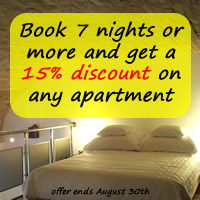 Book 7 nights or
more and get a
15% discount on
any apartment
offer ends August 30th